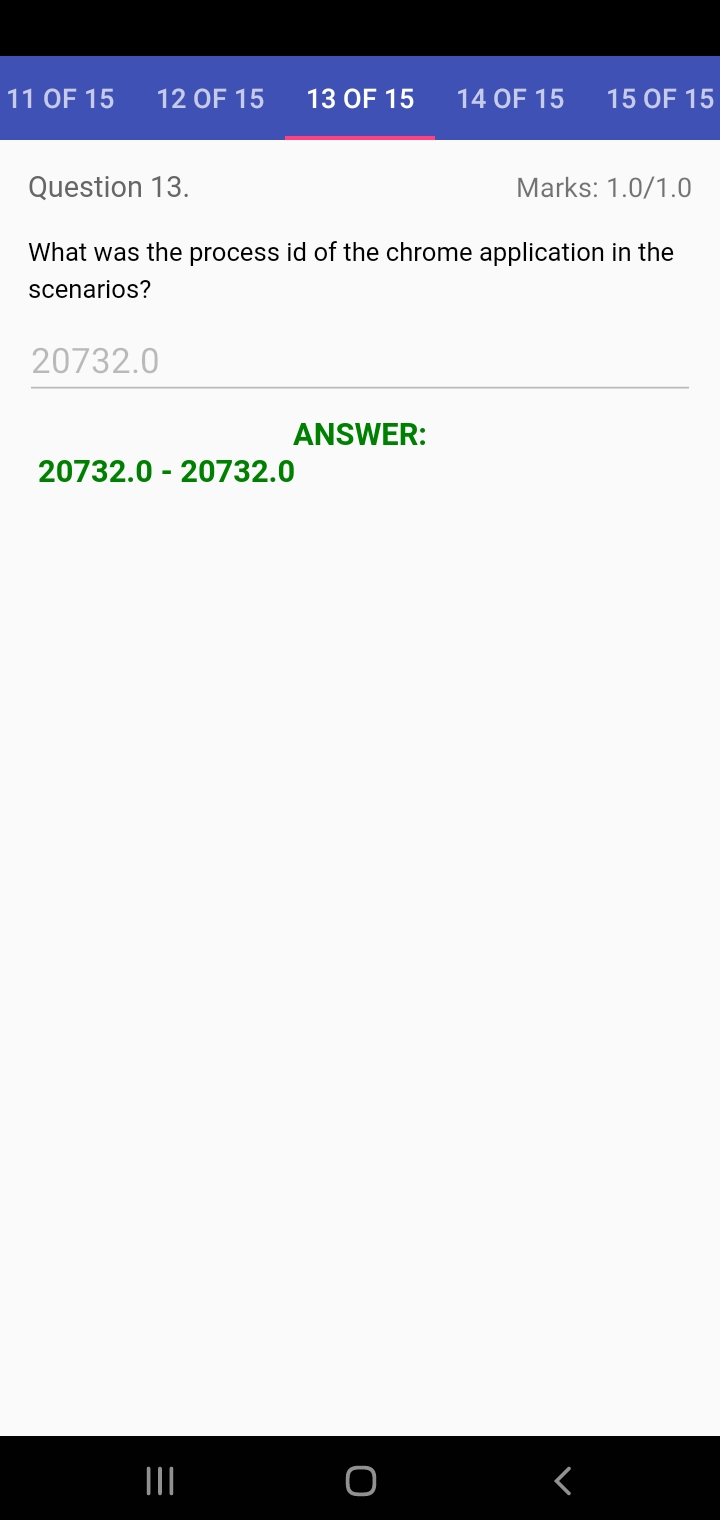 11 OF 15 12 OF 15 13 OF 15 14 OF 15 15 OF 15
Question 13. Marks: 1.0/1.0
What was the process id of the chrome application in the
scenarios?
20732.0
ANSWER:
20732.0 - 20732.0